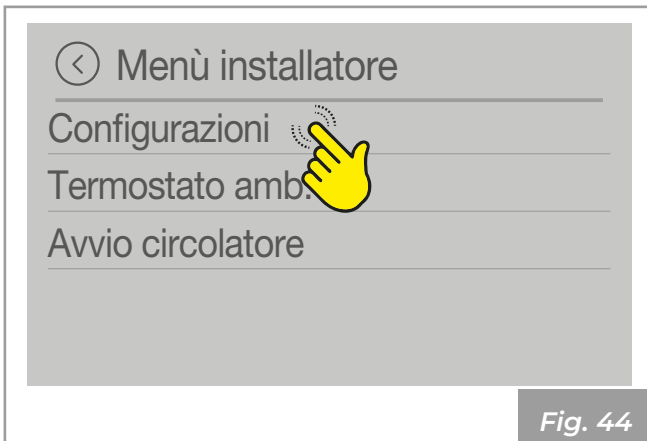 Menù installatore
Configurazioni
Termostato amb.
Avvio circolatore
Fig. 44